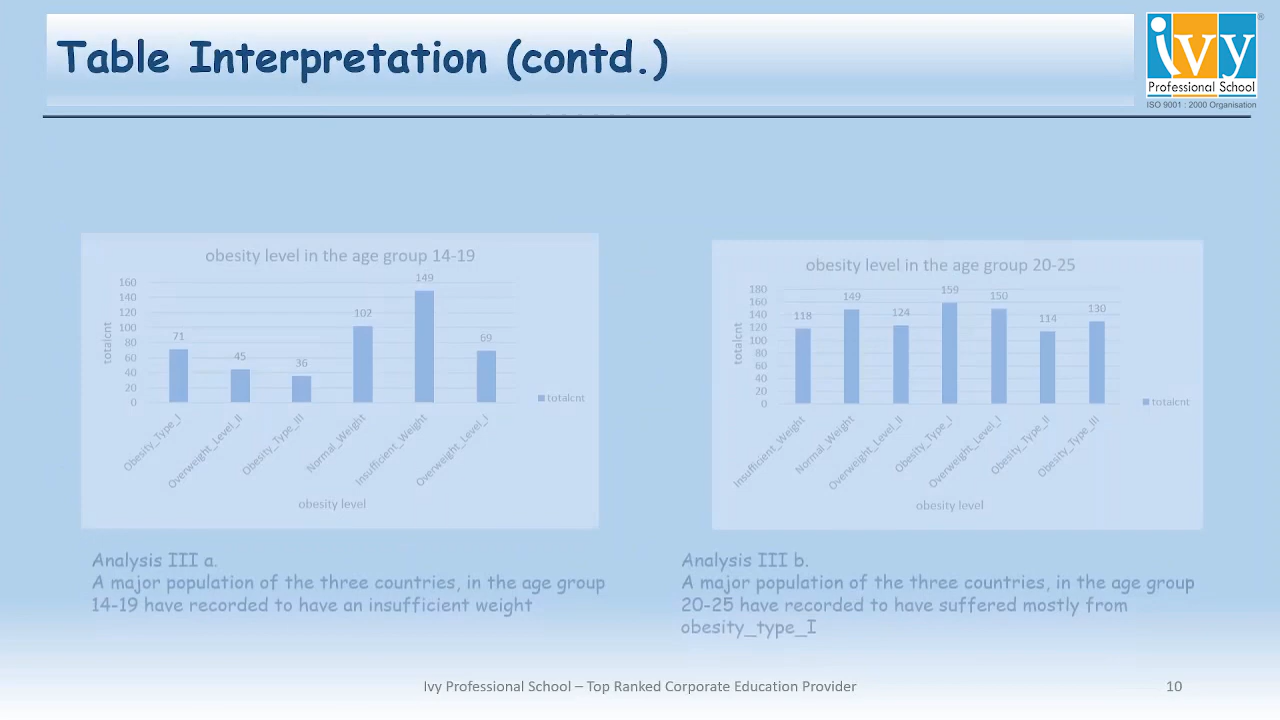 Table Interpretation (contd.)
ivy
®
Professional School
ISO 9001 : 2000 Organisation
obesity level in the age group 14-19
totalcnt
160
140
120
100
80
60
40
20
0
71
45
36
102
149
69
Obesity_Type_I
Overweight_Level_II
Obesity_Type_III
Normal_Weight
Insufficient_Weight
Overweight_Level_I
obesity level
totalcnt
obesity level in the age group 20-25
totalcnt
180
160
140
120
100
80
60
40
20
0
118
149
124
159
150
114
130
Insufficient_Weight
Normal_Weight
Overweight_Level_II
Obesity_Type_I
Overweight_Level_I
Obesity_Type_II
Obesity_Type_III
obesity level
totalcnt
Analysis III a.
A major population of the three countries, in the age group
14-19 have recorded to have an insufficient weight
Analysis III b.
A major population of the three countries, in the age group
20-25 have recorded to have suffered mostly from
obesity_type_I
Ivy Professional School – Top Ranked Corporate Education Provider
10